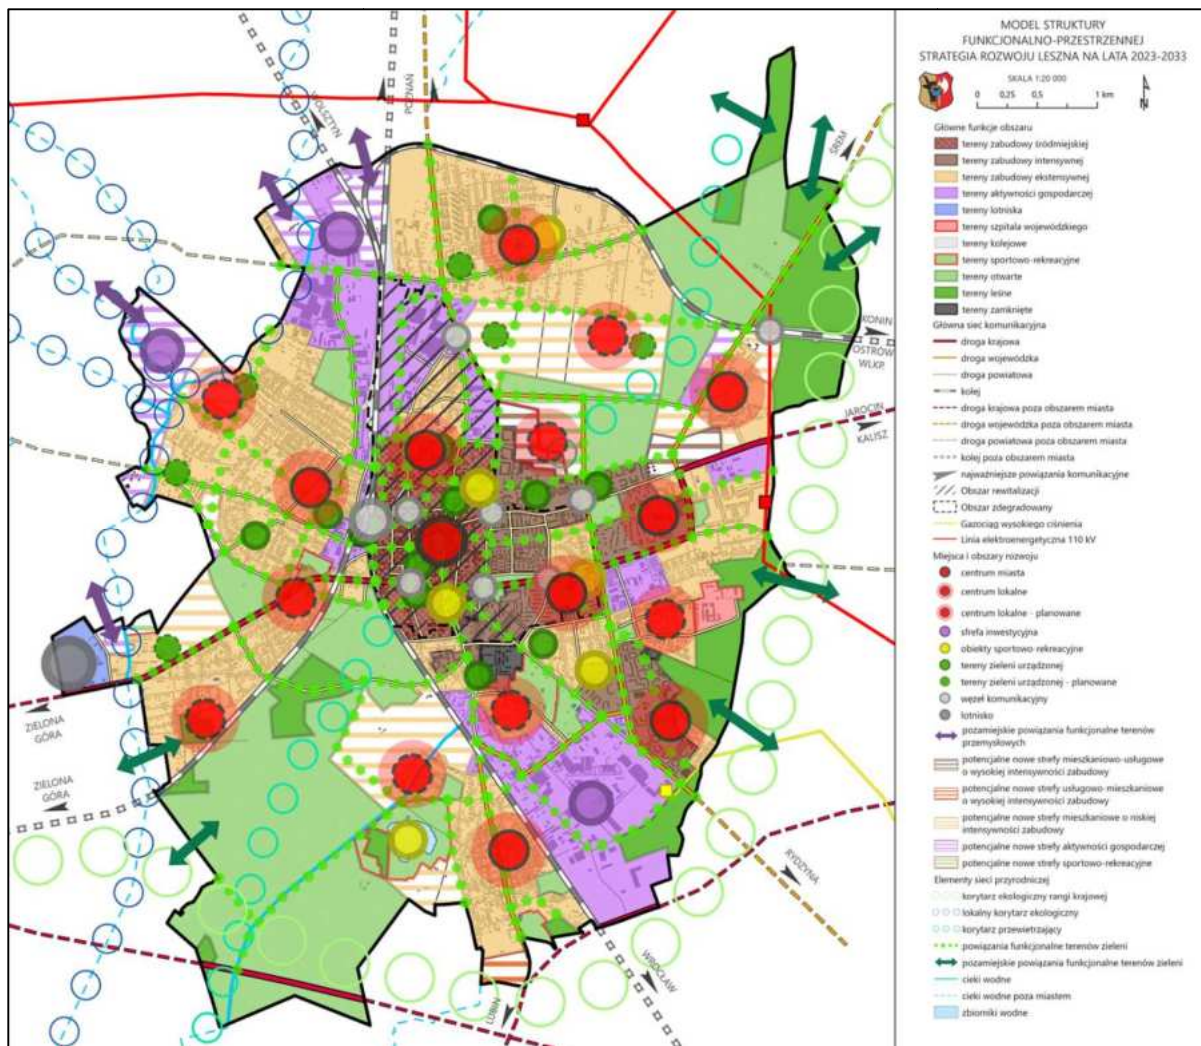 MODEL STRUKTURY
FUNKCJONALNO-PRZESTRZENNEJ
STRATEGIA ROZWOJU LESZNA NA LATA 2023-2033
SKALA 1:20 000
0 0,25 0,5 1 km
N
Główne funkcje obszaru
tereny zabudowy śródmiejskiej
tereny zabudowy intensywnej
tereny zabudowy ekstensywnej
tereny aktywności gospodarczej
tereny lotniska
tereny szpitala wojewódzkiego
tereny kolejowe
tereny sportowo-rekreacyjne
tereny otwarte
tereny leśne
tereny zamknięte
Główna sieć komunikacyjna
droga krajowa
droga wojewódzka
droga powiatowa
kolej
droga krajowa poza obszarem miasta
droga wojewódzka poza obszarem miasta
droga powiatowa poza obszarem miasta
kolej poza obszarem miasta
najważniejsze powiązania komunikacyjne
Obszar rewitalizacji
Obszar zdegradowany
Gazociąg wysokiego ciśnienia
Linia elektroenergetyczna 110 kV
Miejsca i obszary rozwoju
centrum miasta
centrum lokalne
centrum lokalne - planowane
sfrefa inwestycyjna
obiekty sportowo-rekreacyjne
tereny zieleni urządzonej
tereny zieleni urządzonej - planowane
węzeł komunikacyjny
lotnisko
pozamiejskie powiązania funkcjonalne terenów
przemysłowych
potencjalne nowe strefy mieszkaniowo-usługowe
o wysokiej intensywności zabudowy
potencjalne nowe strefy usługowo-mieszkaniowe
o wysokiej intensywności zabudowy
potencjalne nowe strefy mieszkaniowe o niskiej
intensywności zabudowy
potencjalne nowe strefy aktywności gospodarczej
potencjalne nowe strefy sportowo-rekreacyjne
Elementy sieci przyrodniczej
korytarz ekologiczny rangi krajowej
lokalny korytarz ekologiczny
korytarz przewietrzający
powiązania funkcjonalne terenów zieleni
pozamiejskie powiązania funkcjonalne terenów zieleni
cieki wodne
cieki wodne poza miastem
zbiorniki wodne
WOLSZTYN
POZNAŃ
ŚREM
KONIN
OSTRÓW
WLKP.
JAROCIN
KALISZ
ZIELONA
GÓRA
ZIELONA
GÓRA
RYDZYNA
WROCŁAW
LUBIN